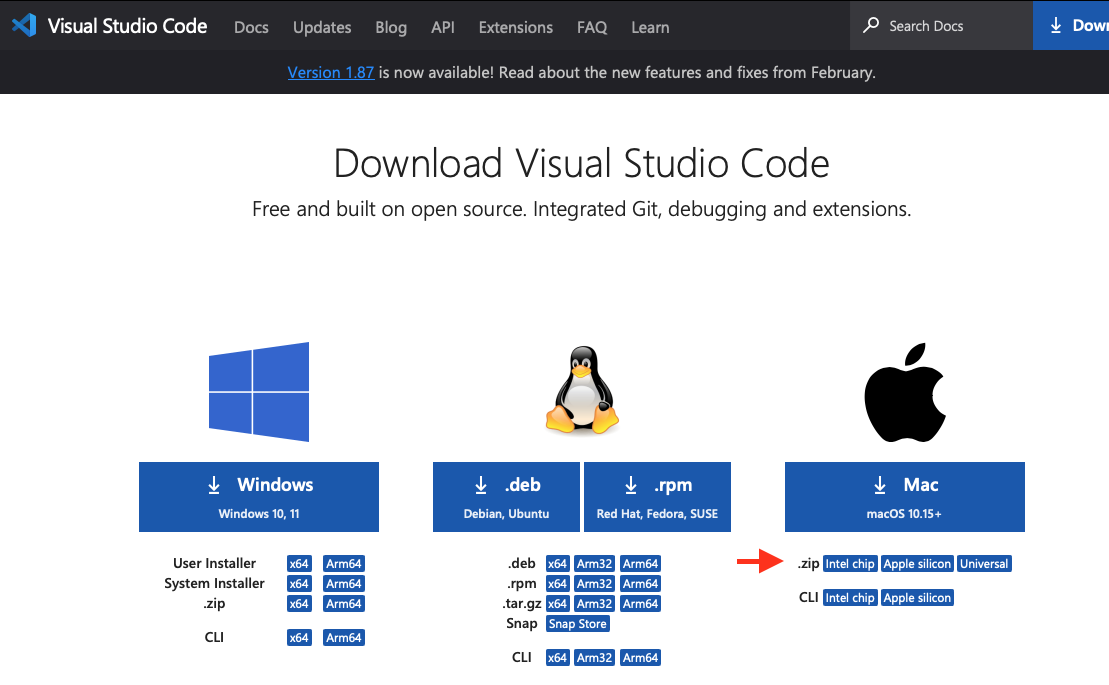 Visual Studio Code Docs Updates Blog API Extensions FAQ Learn Search Docs
Version 1.87 is now available! Read about the new features and fixes from February.
Download Visual Studio Code
Free and built on open source. Integrated Git, debugging and extensions.
Windows
Windows 10, 11
User Installer x64 Arm64
System Installer x64 Arm64
.zip x64 Arm64
CLI x64 Arm64
.deb
Debian, Ubuntu
.rpm
Red Hat, Fedora, SUSE
.deb x64 Arm32 Arm64
.rpm x64 Arm32 Arm64
.tar.gz x64 Arm32 Arm64
Snap Snap Store
CLI x64 Arm32 Arm64
Mac
macOS 10.15+
.zip Intel chip Apple silicon Universal
CLI Intel chip Apple silicon